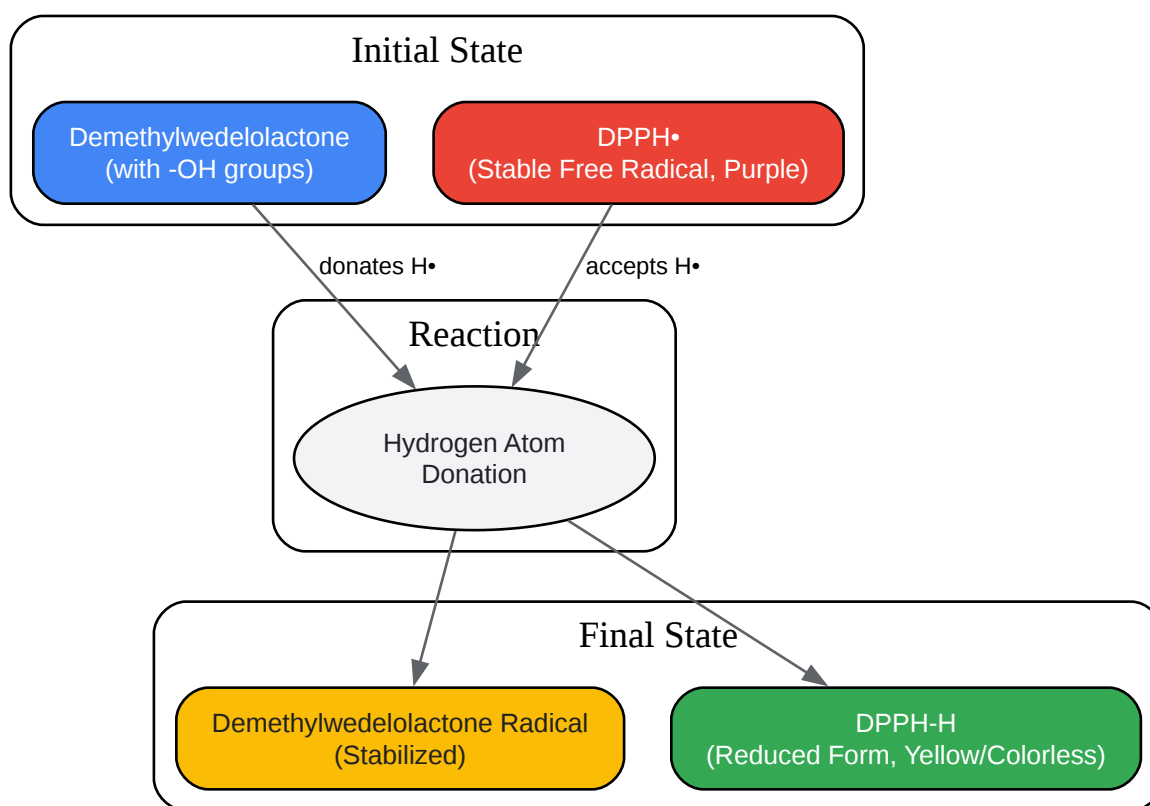 Initial State
Demethylwedelolactone
(with -OH groups)
DPPH•
(Stable Free Radical, Purple)
donates H•
accepts H•
Reaction
Hydrogen Atom
Donation
Final State
Demethylwedelolactone Radical
(Stabilized)
DPPH-H
(Reduced Form, Yellow/Colorless)